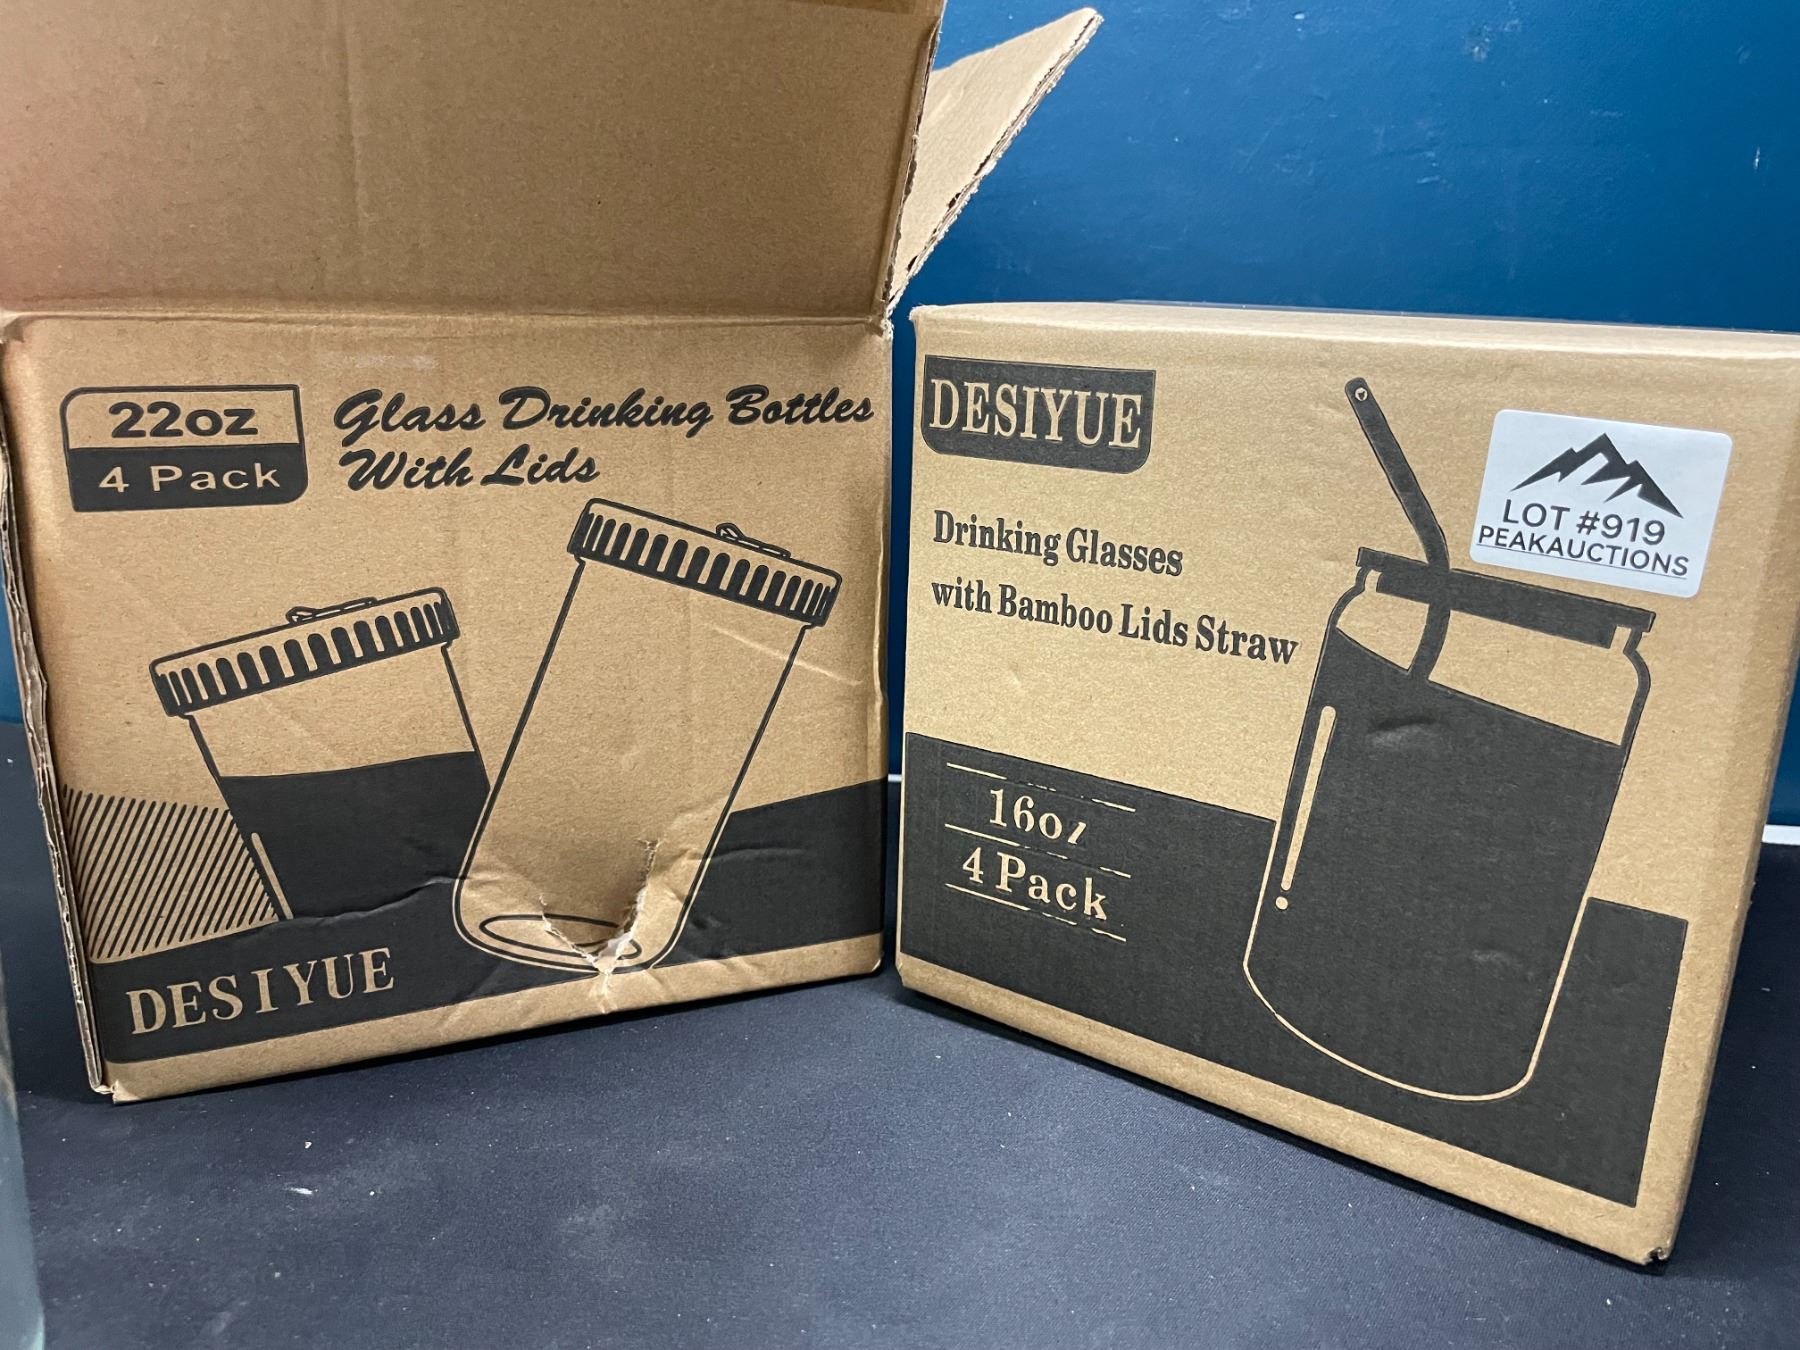 22oz
4 Pack
Glass Drinking Bottles
With Lids
DESIYUE
DESIYUE
Drinking Glasses
with Bamboo Lids Straw
16oz
4 Pack
LOT #919
PEAKAUCTIONS